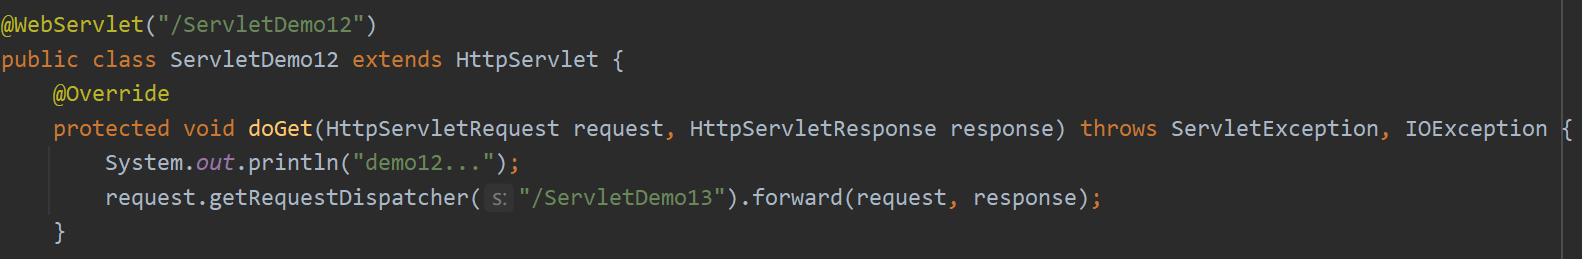 @WebServlet("/ServletDemo12")
public class ServletDemo12 extends HttpServlet {
@Override
protected void doGet(HttpServletRequest request, HttpServletResponse response) throws ServletException, IOException {
System.out.println("demo12...");
request.getRequestDispatcher( s: "/ServletDemo13").forward(request, response);
}